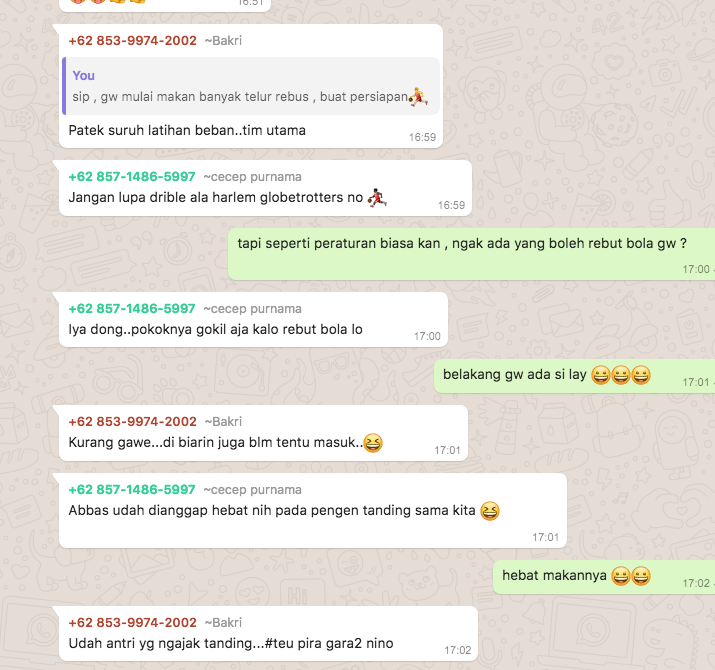 16:51
+62 853-9974-2002 ~Bakri
You
sip , gw mulai makan banyak telur rebus , buat persiapan
Patek suruh latihan beban..tim utama
16:59
+62 857-1486-5997 ~cecep purnama
Jangan lupa drible ala harlem globetrotters no
16:59
tapi seperti peraturan biasa kan , ngak ada yang boleh rebut bola gw ?
17:00
+62 857-1486-5997 ~cecep purnama
Iya dong..pokoknya gokil aja kalo rebut bola lo
17:00
belakang gw ada si lay 😀😀😀
17:01
+62 853-9974-2002 ~Bakri
Kurang gawe...di biarin juga blm tentu masuk..😆
17:01
+62 857-1486-5997 ~cecep purnama
Abbas udah dianggap hebat nih pada pengen tanding sama kita 😆
17:01
hebat makannya 😀😀
17:02
+62 853-9974-2002 ~Bakri
Udah antri yg ngajak tanding...#teu pira gara2 nino
17:02